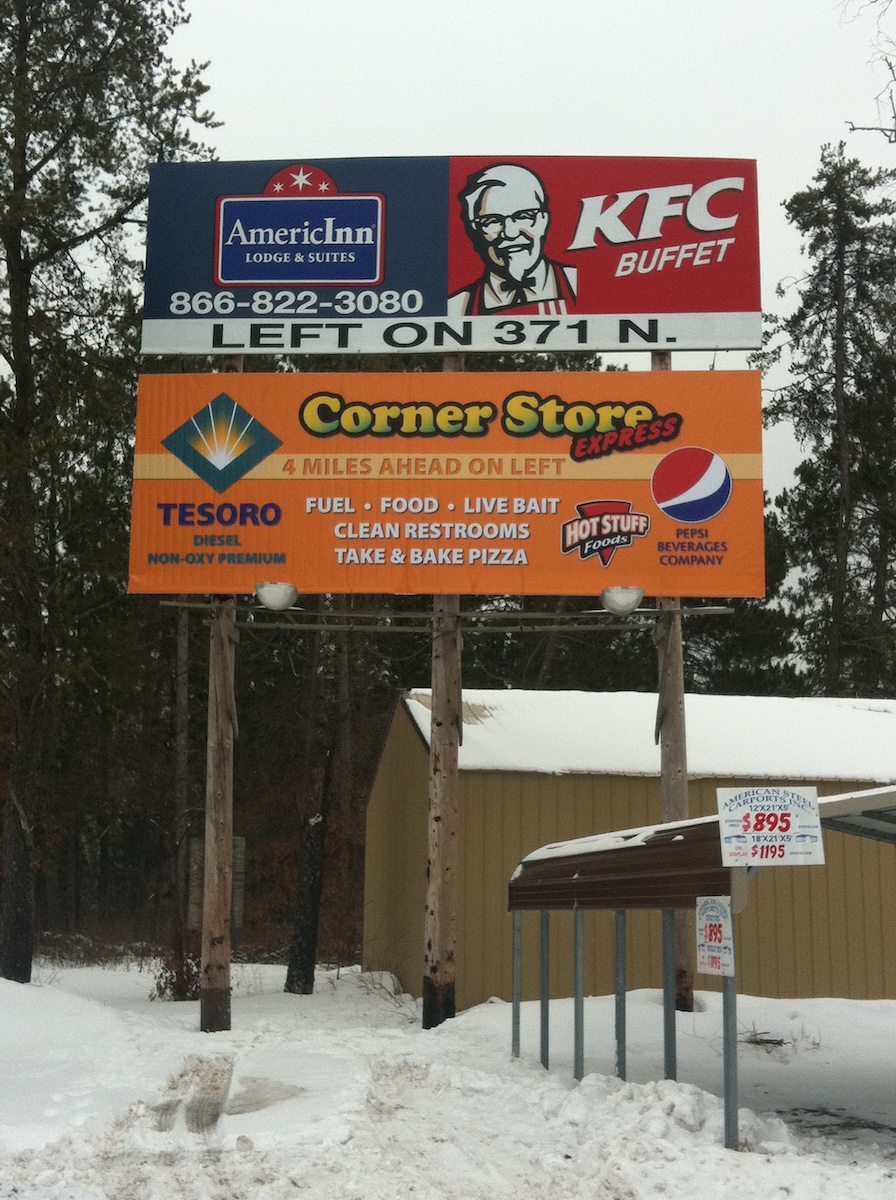 AmericInn
LODGE & SUITES
866-822-3080
KFC
BUFFET
LEFT ON 371 N.
Corner Store
EXPRESS
4 MILES AHEAD ON LEFT
TESORO
DIESEL
NON-OXY PREMIUM
FUEL • FOOD • LIVE BAIT
CLEAN RESTROOMS
TAKE & BAKE PIZZA
HOT STUFF
Foods
PEPSI
BEVERAGES
COMPANY
AMERICAN STEEL
CARPORTS INC.
12'X21'X5'
$895
18'X21'X5'
$1195
$895